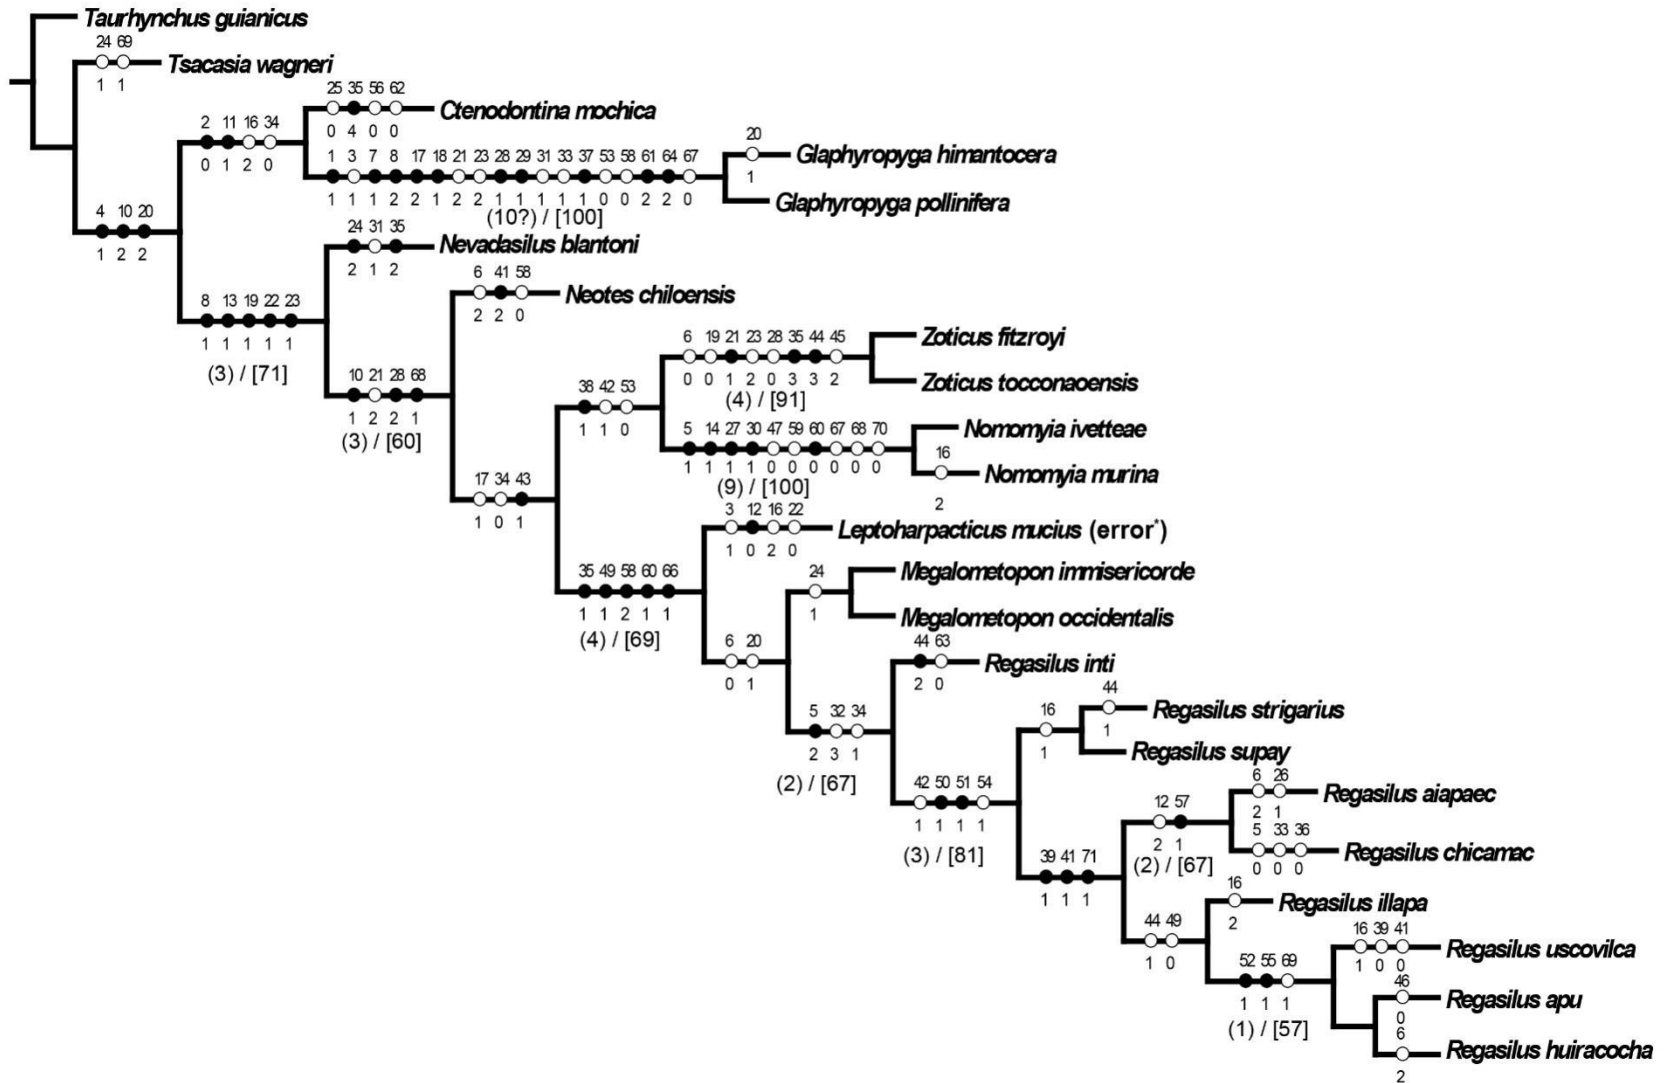 Taurhynchus guianicus
24 69
Tsacasia wagneri
1 1
25 35 56 62
Ctenodontina mochica
2 11 16 34
0 4 0 0
0 1 2 0
20
1 3 7 8 17 18 21 23 28 29 31 33 37 53 58 61 64 67
Glaphyropyga himantocera
1
1 1 1 2 2 1 2 2 1 1 1 1 1 0 0 2 2 0
Glaphyropyga pollinifera
(10?) / [100]
4 10 20
24 31 35
Nevadasilus blantoni
1 2 2
2 1 2
6 41 58
Neotes chiloensis
8 13 19 22 23
2 2 0
1 1 1 1 1
6 19 21 23 28 35 44 45
Zoticus fitzroyi
(3) / [71]
0 0 1 2 0 3 3 2
Zoticus tocconaoensis
10 21 28 68
38 42 53
(4) / [91]
1 2 2 1
1 1 0
5 14 27 30 47 59 60 67 68 70
Nomomyia ivetteae
(3) / [60]
16
1 1 1 1 0 0 0 0 0 0
Nomomyia murina
17 34 43
(9) / [100]
2
1 0 1
3 12 16 22
Leptoharpacticus mucius (error*)
1 0 2 0
35 49 58 60 66
24
Megalometopon immisericorde
1 1 2 1 1
1
Megalometopon occidentalis
(4) / [69]
6 20
44 63
Regasilus inti
0 1
2 0
5 32 34
16
44
Regasilus strigarius
2 3 1
1
1
Regasilus supay
(2) / [67]
42 50 51 54
6 26
Regasilus aiapaec
12 57
2 1
1 1 1 1
5 33 36
2 1
Regasilus chicamac
(3) / [81]
(2) / [67]
0 0 0
39 41 71
16
Regasilus illapa
1 1 1
44 49
2
16 39 41
Regasilus uscovilca
1 0
52 55 69
1 0 0
1 1 1
46
Regasilus apu
0
(1) / [57]
6
Regasilus huiracocha
2